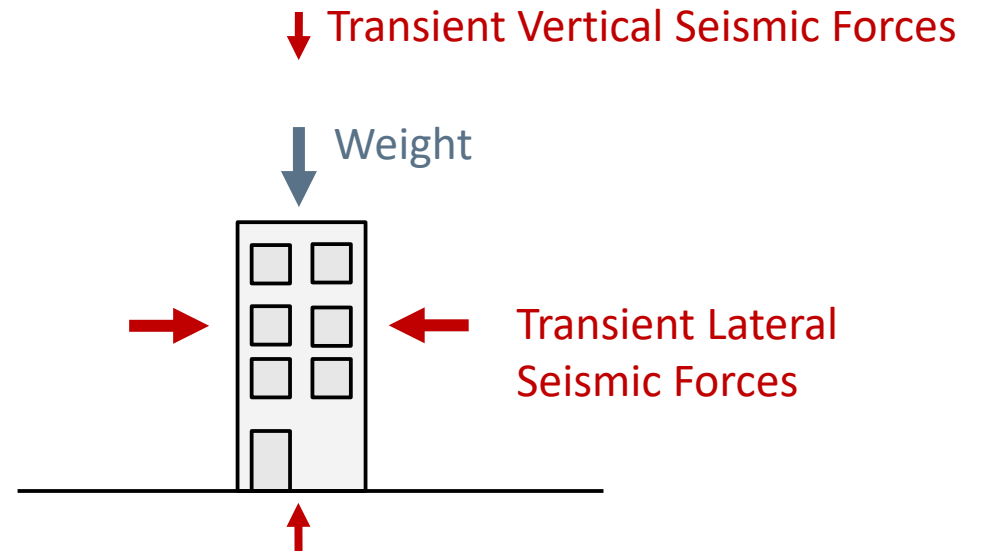 Transient Vertical Seismic Forces
Weight
Transient Lateral
Seismic Forces